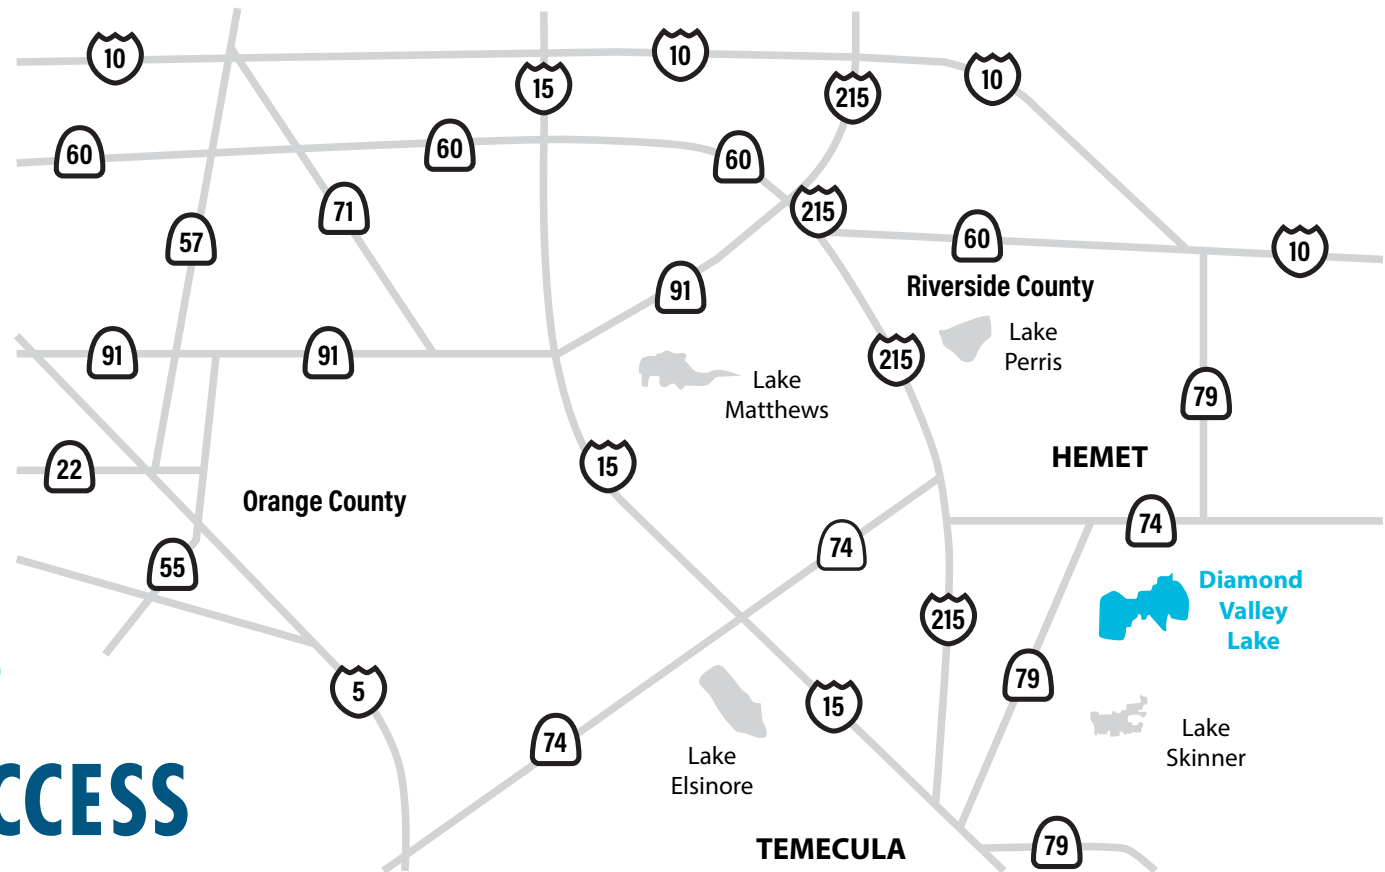 10
15
10
215
10
60
60
60
57
71
215
60
10
91
Riverside County
91
91
215
Lake
Perris
Lake
Matthews
79
22
15
HEMET
Orange County
74
74
55
Diamond
Valley
Lake
215
5
15
79
74
Lake
Elsinore
Lake
Skinner
CCESS
TEMECULA
79